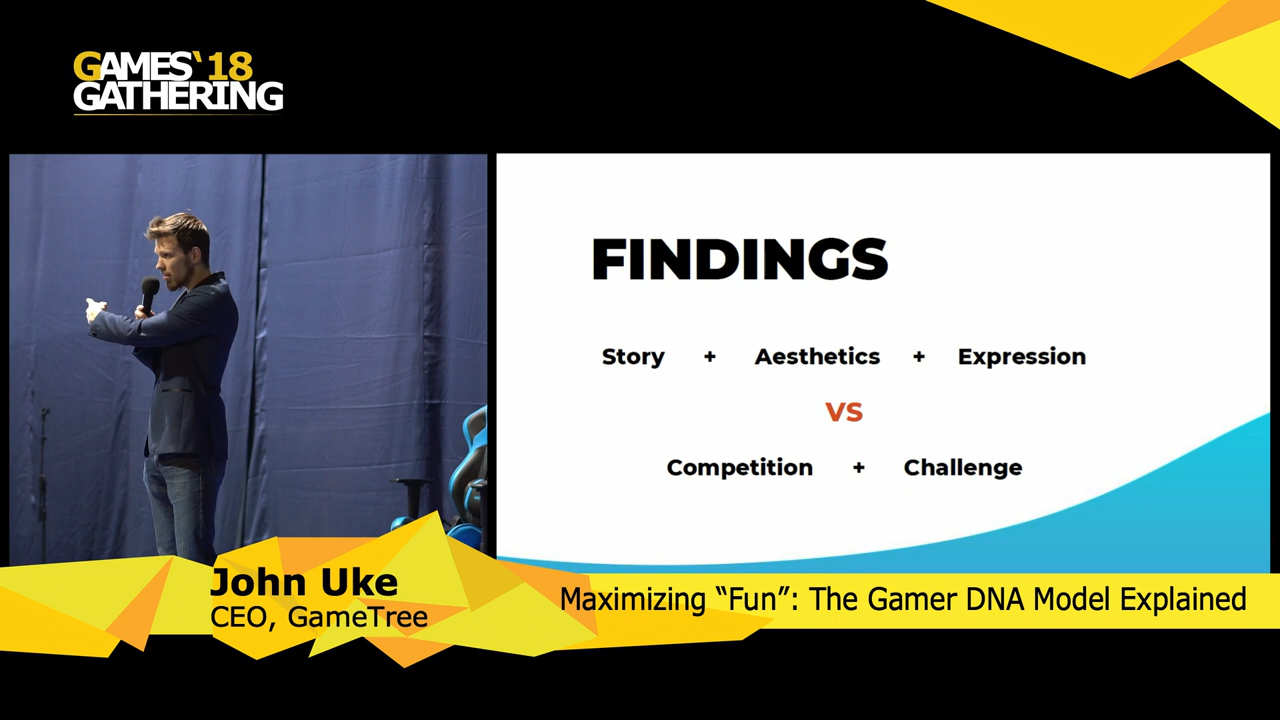 GAMES‘18
GATHERING
FINDINGS
Story + Aesthetics + Expression
VS
Competition + Challenge
John Uke
CEO, GameTree
Maximizing “Fun”: The Gamer DNA Model Explained